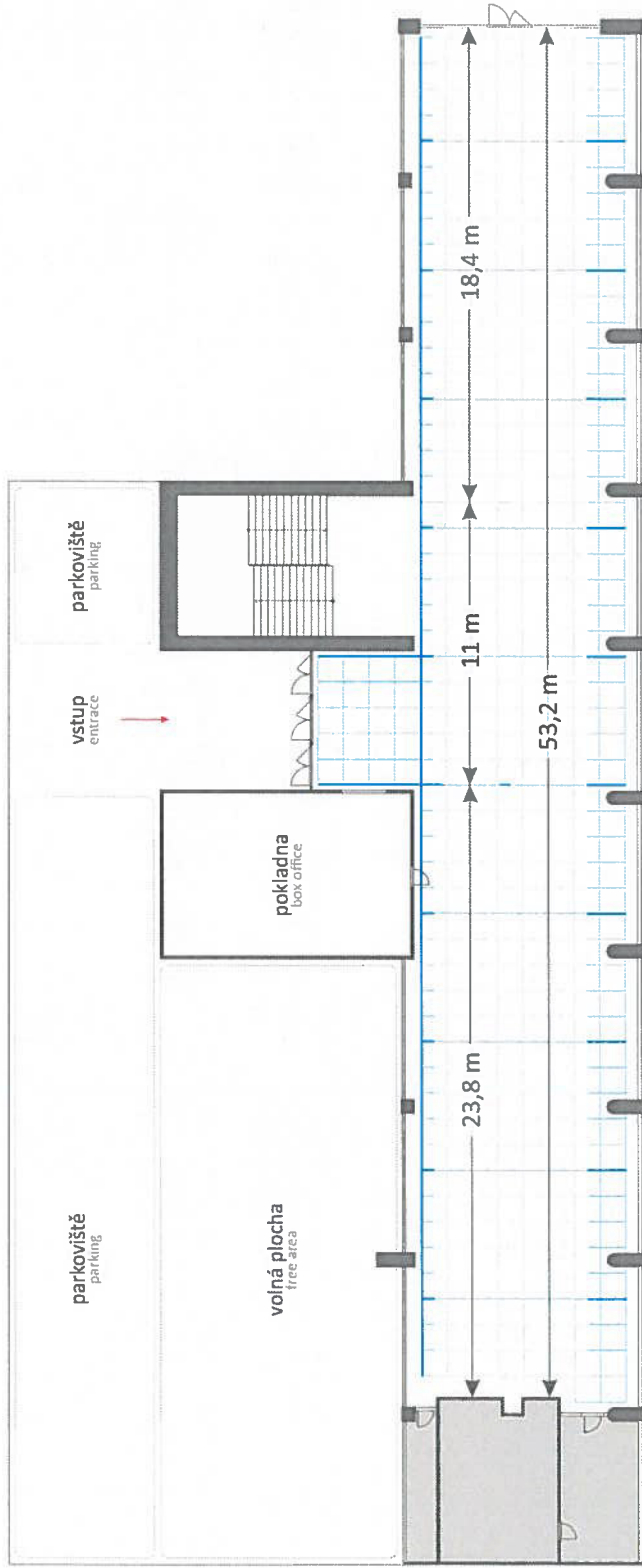 parkoviště
parking
vstup
entrace
parkoviště
parking
pokladna
box office
volná plocha
free area
18,4 m
11 m
53,2 m
23,8 m